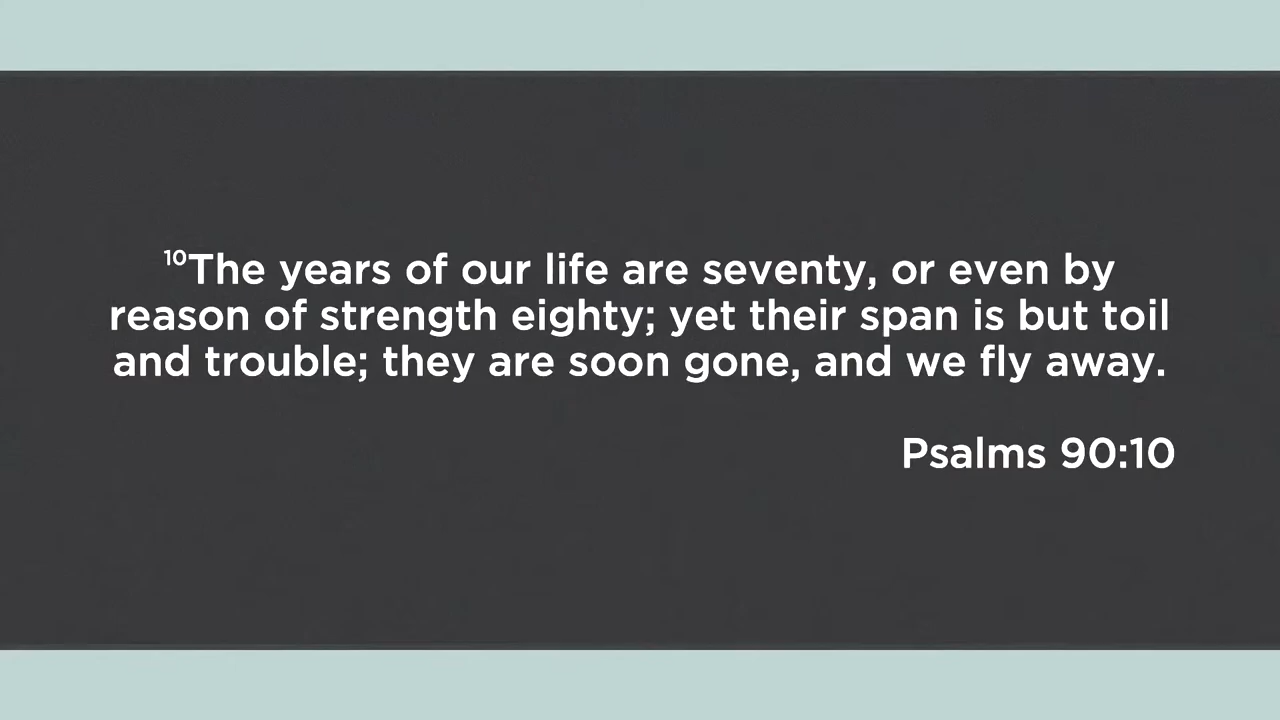 ¹⁰The years of our life are seventy, or even by
reason of strength eighty; yet their span is but toil
and trouble; they are soon gone, and we fly away.
Psalms 90:10